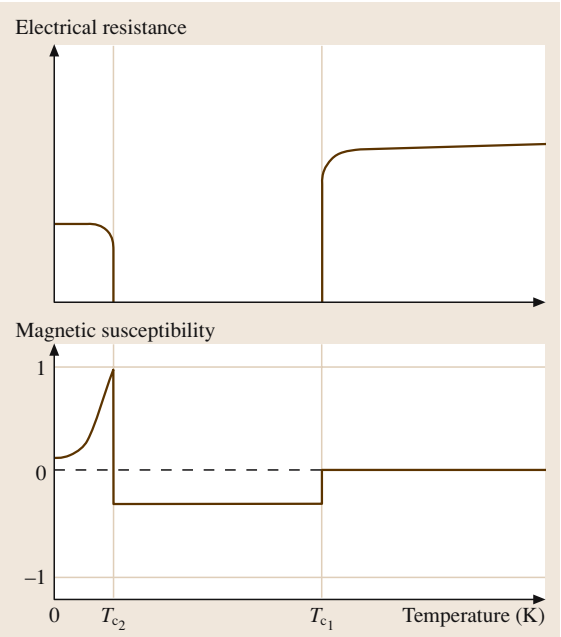 Electrical resistance
Magnetic susceptibility
1
0
–1
0 Tc2 Tc1 Temperature (K)